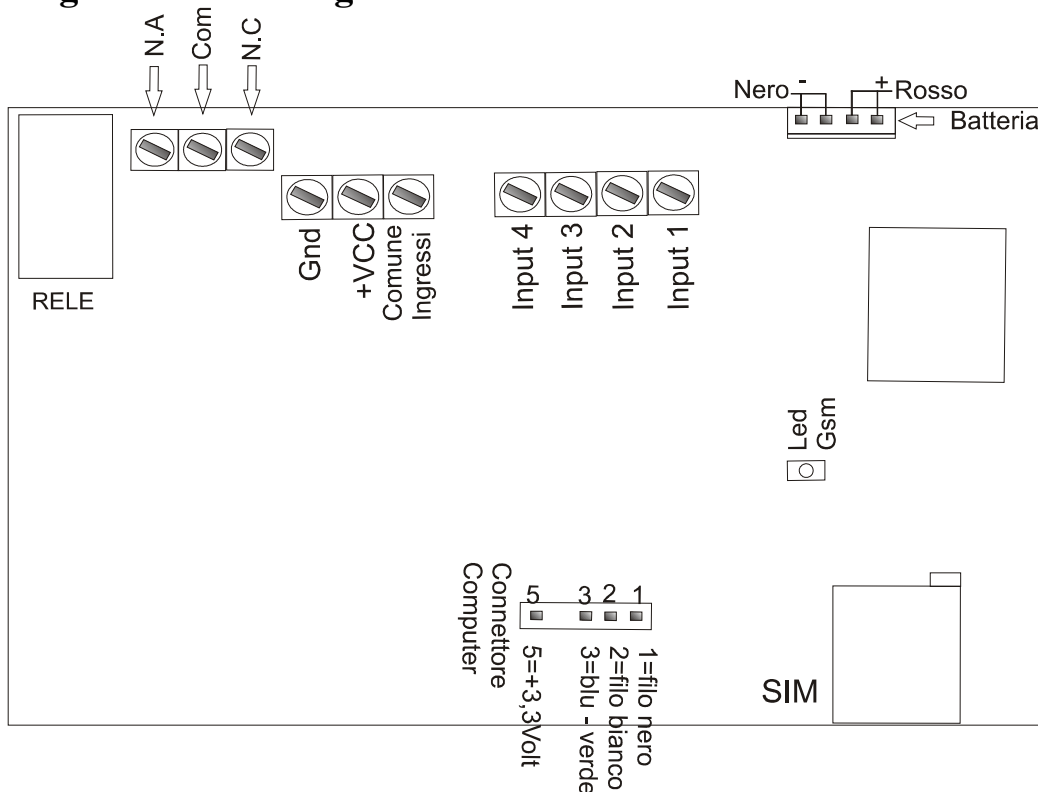 N.A
Com
N.C
Nero
-
+
Rosso
Batteria
RELE
Gnd
+VCC
Comune
Ingressi
Input 4
Input 3
Input 2
Input 1
Led
Gsm
Connettore
Computer
5
3
2
1
5=+3,3Volt
3=blu - verde
2=filo bianco
1=filo nero
SIM